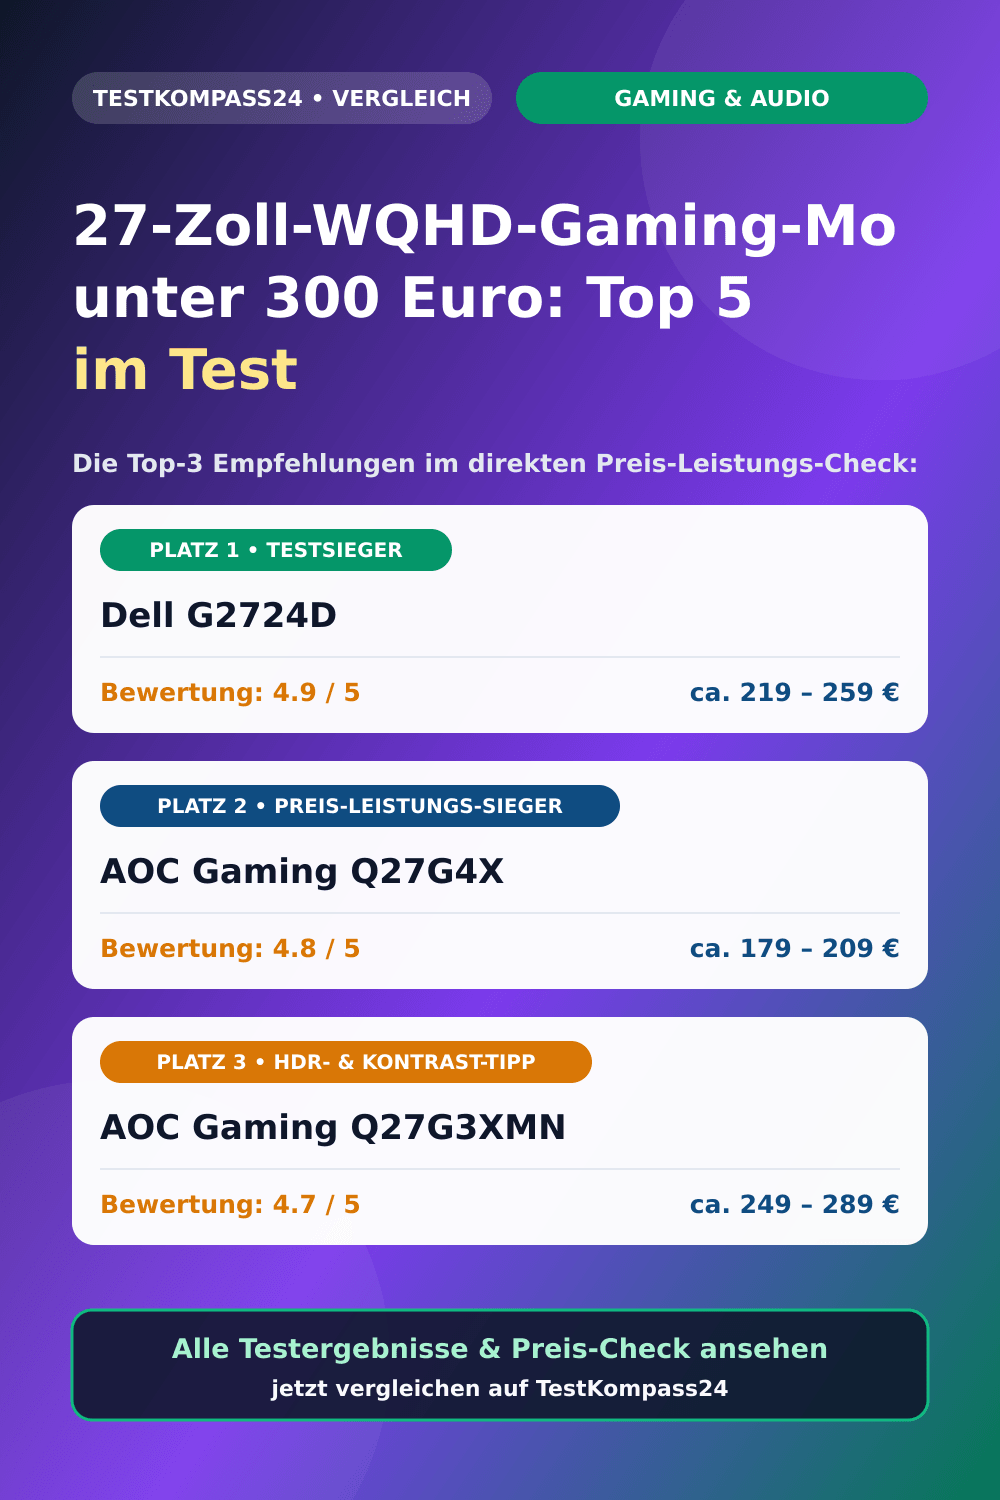 TESTKOMPASS24 • VERGLEICH
GAMING & AUDIO
27-Zoll-WQHD-Gaming-Mo
unter 300 Euro: Top 5
im Test
Die Top-3 Empfehlungen im direkten Preis-Leistungs-Check:
PLATZ 1 • TESTSIEGER
Dell G2724D
Bewertung: 4.9 / 5
ca. 219 – 259 €
PLATZ 2 • PREIS-LEISTUNGS-SIEGER
AOC Gaming Q27G4X
Bewertung: 4.8 / 5
ca. 179 – 209 €
PLATZ 3 • HDR- & KONTRAST-TIPP
AOC Gaming Q27G3XMN
Bewertung: 4.7 / 5
ca. 249 – 289 €
Alle Testergebnisse & Preis-Check ansehen
jetzt vergleichen auf TestKompass24